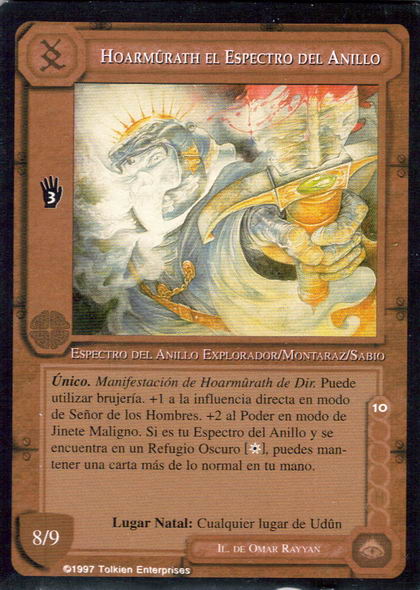 Hoarmûrath el Espectro del Anillo
3
Espectro del Anillo Explorador/Montaraz/Sabio
Único. Manifestación de Hoarmûrath de Dir. Puede
utilizar brujería. +1 a la influencia directa en modo
de Señor de los Hombres. +2 al Poder en modo de
Jinete Maligno. Si es tu Espectro del Anillo y se
encuentra en un Refugio Oscuro [☼], puedes man-
tener una carta más de lo normal en tu mano.
10
Lugar Natal: Cualquier lugar de Udûn
8/9
Il. de Omar Rayyan
©1997 Tolkien Enterprises